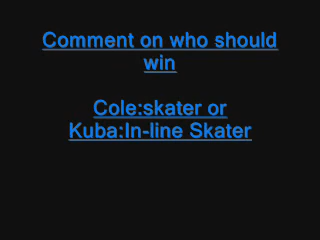 Comment on who should
win
Cole:skater or
Kuba:In-line Skater